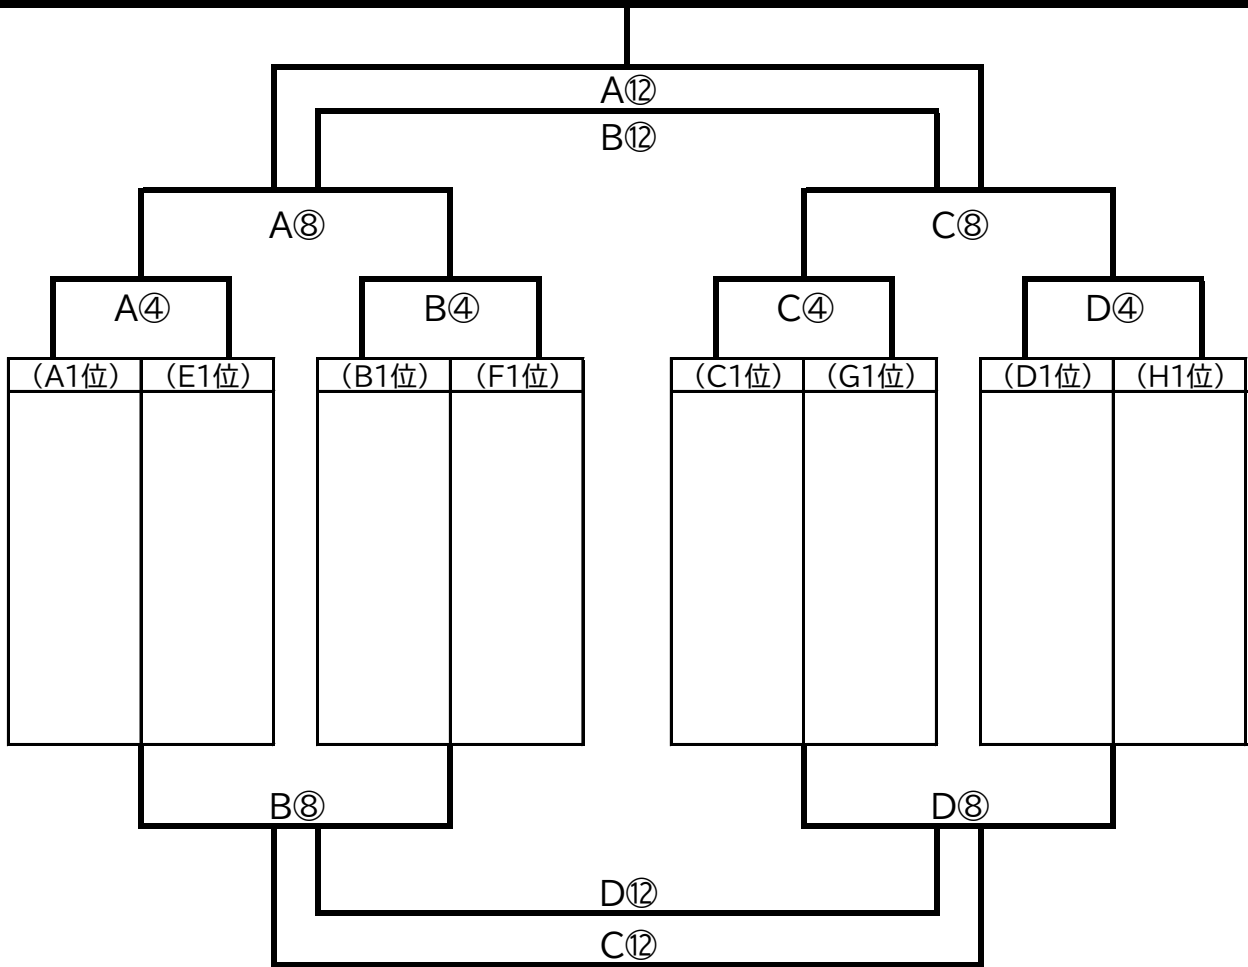 A⑫
B⑫
A⑧ C⑧
A④ B④ C④ D④
（A1位） （E1位） （B1位） （F1位） （C1位） （G1位） （D1位） （H1位）
B⑧ D⑧
D⑫
C⑫